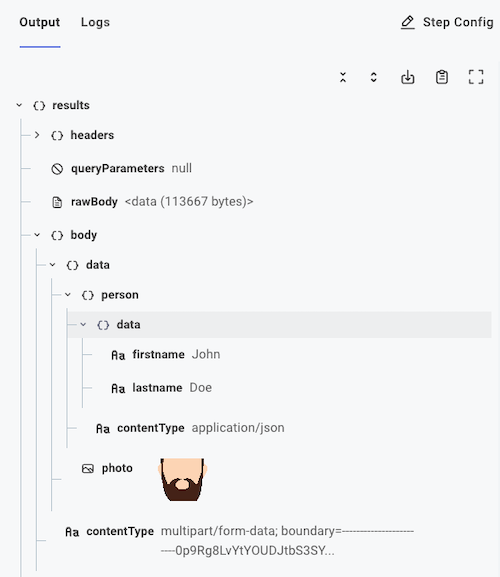 Output Logs Step Config
results
headers
queryParameters null
rawBody <data (113667 bytes)>
body
data
person
data
Aa firstname John
Aa lastname Doe
Aa contentType application/json
photo
Aa contentType multipart/form-data; boundary=------------------------
----0p9Rg8LvYtYOUDJtbS3SY...